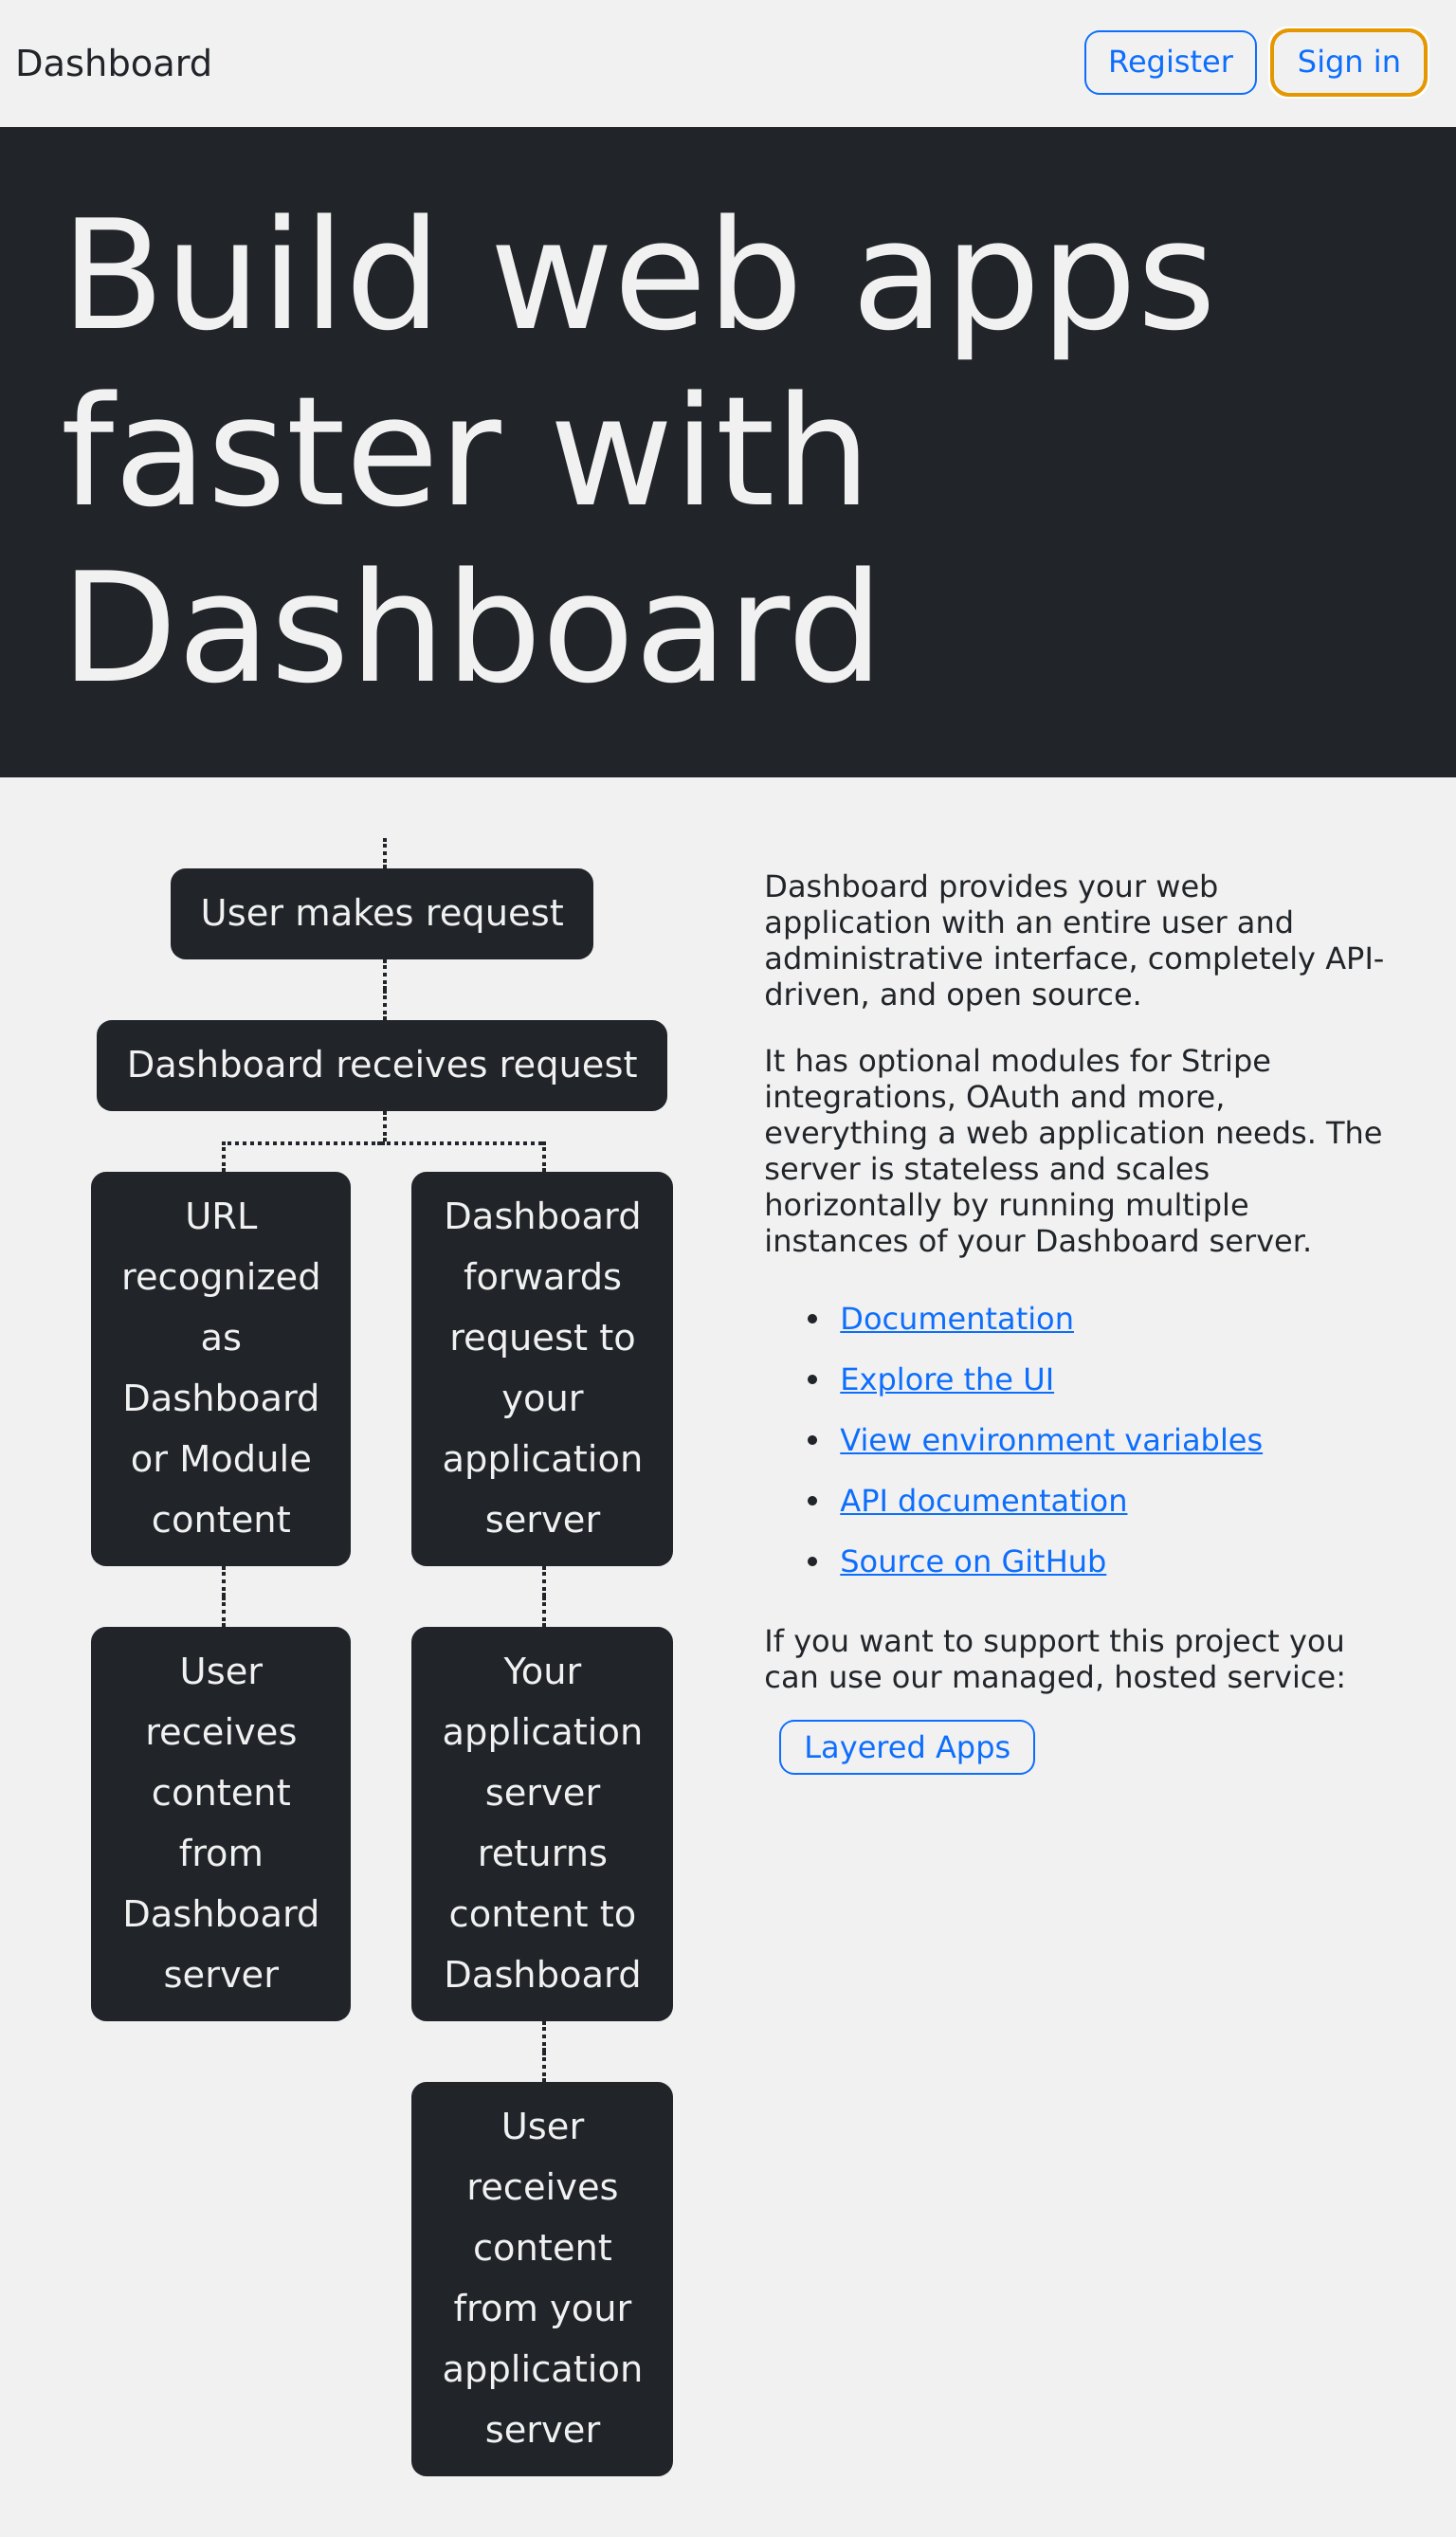 Dashboard
Register
Sign in
Build web apps
faster with
Dashboard
User makes request
Dashboard receives request
URL
recognized
as
Dashboard
or Module
content
Dashboard
forwards
request to
your
application
server
User
receives
content
from
Dashboard
server
Your
application
server
returns
content to
Dashboard
User
receives
content
from your
application
server
Dashboard provides your web
application with an entire user and
administrative interface, completely API-
driven, and open source.
It has optional modules for Stripe
integrations, OAuth and more,
everything a web application needs. The
server is stateless and scales
horizontally by running multiple
instances of your Dashboard server.
Documentation
Explore the UI
View environment variables
API documentation
Source on GitHub
If you want to support this project you
can use our managed, hosted service:
Layered Apps